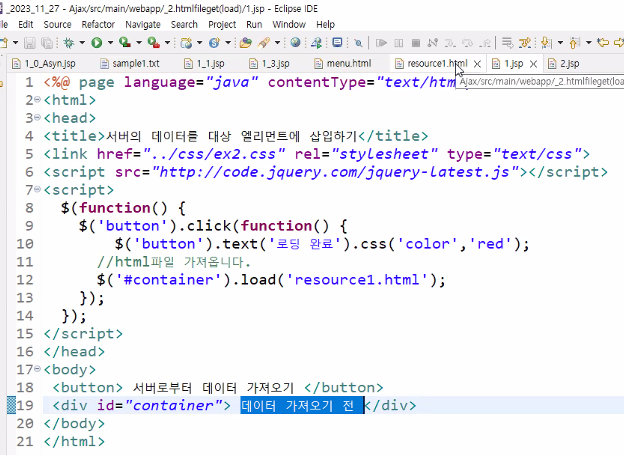 _2023_11_27 - Ajax/src/main/webapp/_2.htmlfileget(load)/1.jsp - Eclipse IDE
Edit Source Refactor Navigate Search Project Run Window Help
1_0_Asyn.jsp sample1.txt 1_1.jsp 1_3.jsp menu.html resource1.html 1.jsp 2.jsp
Ajax/src/main/webapp/_2.htmlfileget(loa
1 <%@ page language="java" contentType="text/htm
2 <html>
3 <head>
4 <title>서버의 데이터를 대상 엘리먼트에 삽입하기</title>
5 <link href="../css/ex2.css" rel="stylesheet" type="text/css">
6 <script src="http://code.jquery.com/jquery-latest.js"></script>
7 <script>
8 $(function() {
9 $('button').click(function() {
10 $('button').text('로딩 완료').css('color','red');
11 //html파일 가져옵니다.
12 $('#container').load('resource1.html');
13 });
14 });
15 </script>
16 </head>
17 <body>
18 <button> 서버로부터 데이터 가져오기 </button>
19 <div id="container"> 데이터 가져오기 전 </div>
20 </body>
21 </html>